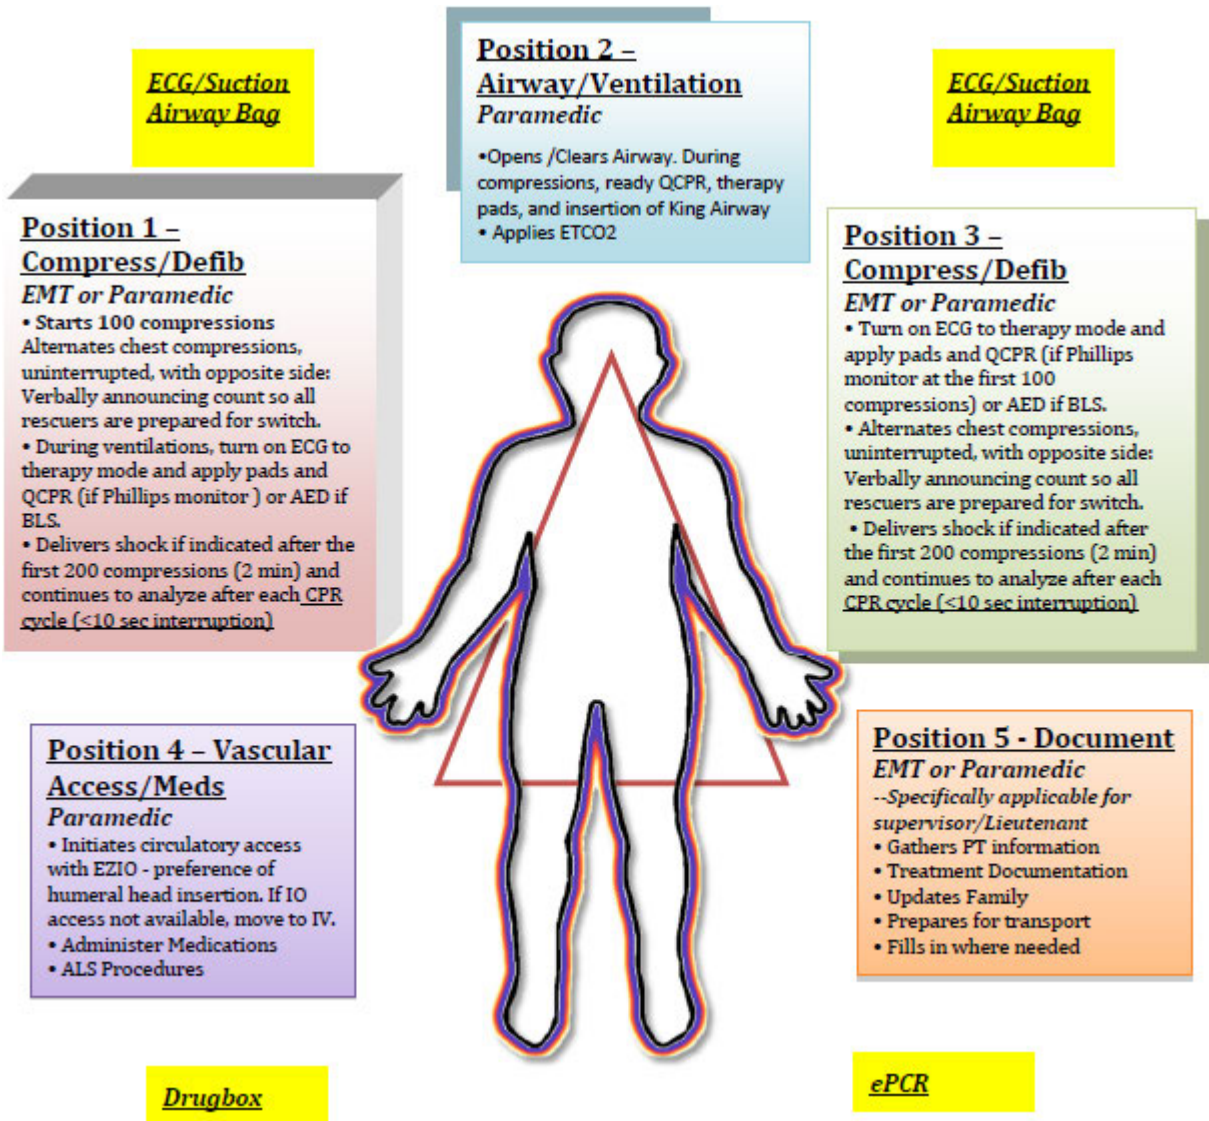 ECG/Suction
Airway Bag
Position 2 –
Airway/Ventilation
Paramedic
•Opens /Clears Airway. During
compressions, ready QCPR, therapy
pads, and insertion of King Airway
• Applies ETCO2
ECG/Suction
Airway Bag
Position 1 –
Compress/Defib
EMT or Paramedic
• Starts 100 compressions
Alternates chest compressions,
uninterrupted, with opposite side:
Verbally announcing count so all
rescuers are prepared for switch.
• During ventilations, turn on ECG to
therapy mode and apply pads and
QCPR (if Phillips monitor ) or AED if
BLS.
• Delivers shock if indicated after the
first 200 compressions (2 min) and
continues to analyze after each CPR
cycle (<10 sec interruption)
Position 3 –
Compress/Defib
EMT or Paramedic
• Turn on ECG to therapy mode and
apply pads and QCPR (if Phillips
monitor at the first 100
compressions) or AED if BLS.
• Alternates chest compressions,
uninterrupted, with opposite side:
Verbally announcing count so all
rescuers are prepared for switch.
• Delivers shock if indicated after
the first 200 compressions (2 min)
and continues to analyze after each
CPR cycle (<10 sec interruption)
Position 4 – Vascular
Access/Meds
Paramedic
• Initiates circulatory access
with EZIO - preference of
humeral head insertion. If IO
access not available, move to IV.
• Administer Medications
• ALS Procedures
Position 5 - Document
EMT or Paramedic
--Specifically applicable for
supervisor/Lieutenant
• Gathers PT information
• Treatment Documentation
• Updates Family
• Prepares for transport
• Fills in where needed
Drugbox
ePCR